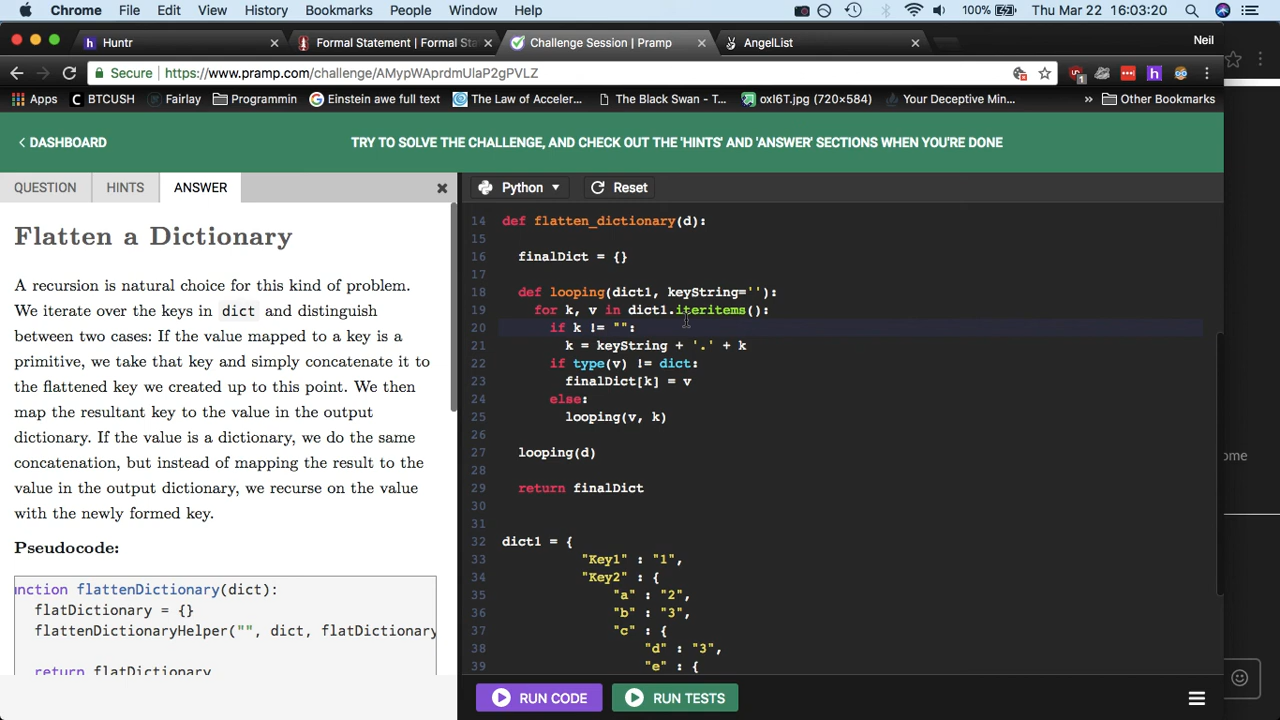 Chrome File Edit View History Bookmarks People Window Help 100% Thu Mar 22 16:03:20
Huntr
Formal Statement | Formal Sta
Challenge Session | Pramp
AngelList
Neil
Secure https://www.pramp.com/challenge/AMypWAprdmUlaP2gPVLZ
Apps BTCUSH Fairlay Programmin Einstein awe full text The Law of Acceler... The Black Swan - T... oxI6T.jpg (720×584) Your Deceptive Min... » Other Bookmarks
DASHBOARD
TRY TO SOLVE THE CHALLENGE, AND CHECK OUT THE 'HINTS' AND 'ANSWER' SECTIONS WHEN YOU'RE DONE
QUESTION HINTS ANSWER
Flatten a Dictionary
A recursion is natural choice for this kind of problem.
We iterate over the keys in dict and distinguish
between two cases: If the value mapped to a key is a
primitive, we take that key and simply concatenate it to
the flattened key we created up to this point. We then
map the resultant key to the value in the output
dictionary. If the value is a dictionary, we do the same
concatenation, but instead of mapping the result to the
value in the output dictionary, we recurse on the value
with the newly formed key.
Pseudocode:
unction flattenDictionary(dict):
flatDictionary = {}
flattenDictionaryHelper("", dict, flatDictionary
return flatDictionary
Python Reset
14 def flatten_dictionary(d):
15
16 finalDict = {}
17
18 def looping(dict1, keyString=''):
19 for k, v in dict1.iteritems():
20 if k != "":
21 k = keyString + '.' + k
22 if type(v) != dict:
23 finalDict[k] = v
24 else:
25 looping(v, k)
26
27 looping(d)
28
29 return finalDict
30
31
32 dict1 = {
33 "Key1" : "1",
34 "Key2" : {
35 "a" : "2",
36 "b" : "3",
37 "c" : {
38 "d" : "3",
39 "e" : {
RUN CODE RUN TESTS
ome